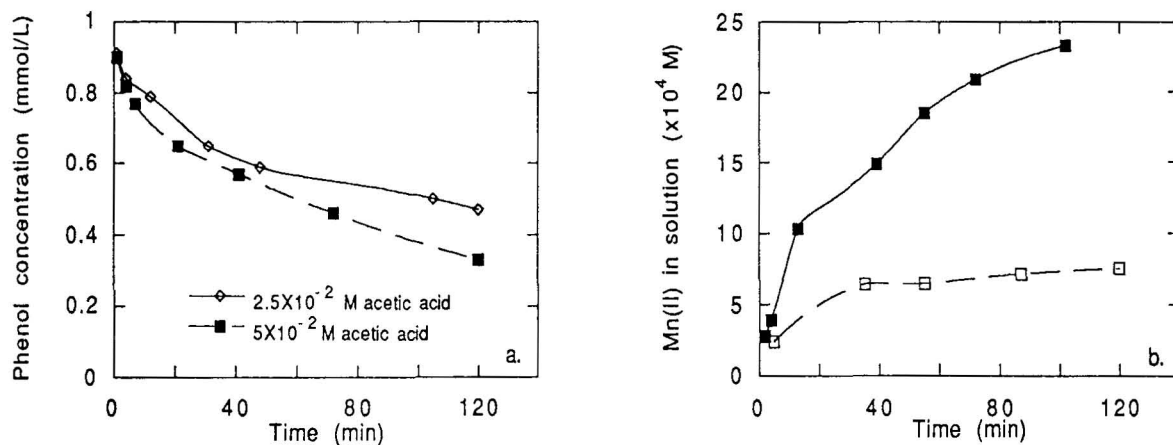 Phenol concentration (mmol/L)
1
0.8
0.6
0.4
0.2
0
0 40 80 120
Time (min)
2.5X10⁻² M acetic acid
5X10⁻² M acetic acid
a.
Mn(II) in solution (x10⁴ M)
25
20
15
10
5
0
0 40 80 120
Time (min)
b.